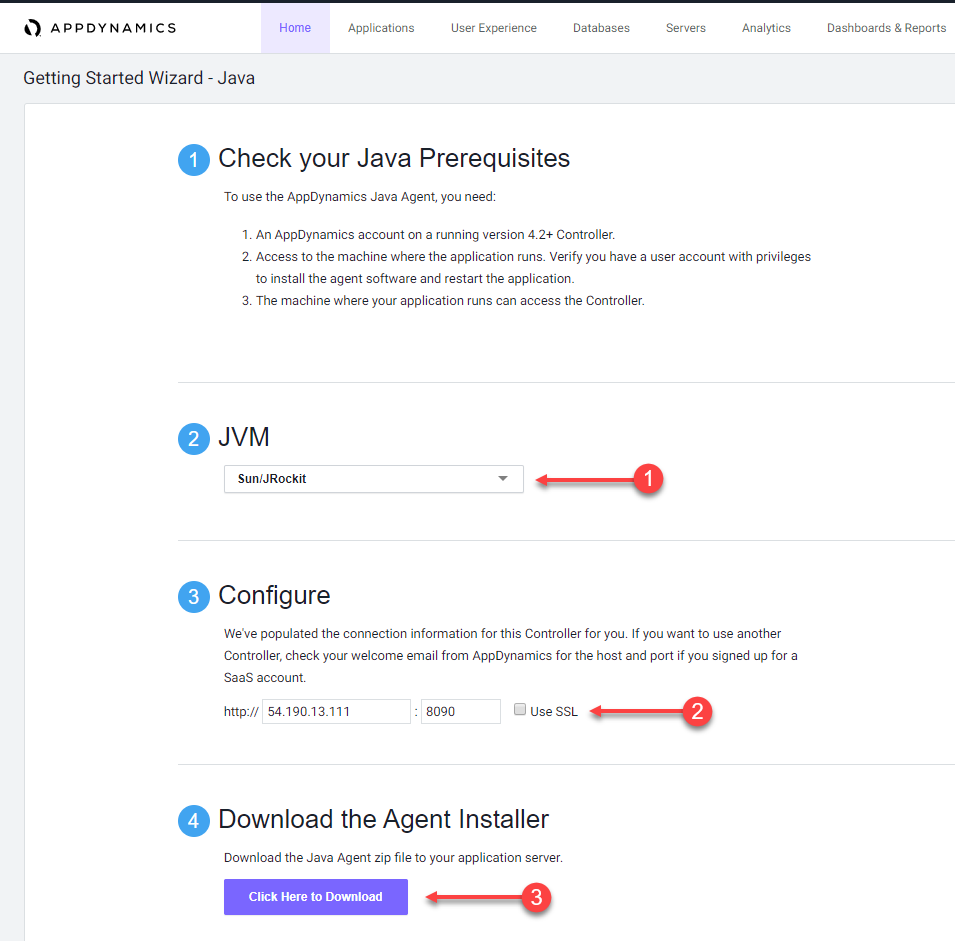 APPDYNAMICS Home Applications User Experience Databases Servers Analytics Dashboards & Reports
Getting Started Wizard - Java
1 Check your Java Prerequisites
To use the AppDynamics Java Agent, you need:
1. An AppDynamics account on a running version 4.2+ Controller.
2. Access to the machine where the application runs. Verify you have a user account with privileges
to install the agent software and restart the application.
3. The machine where your application runs can access the Controller.
2 JVM
Sun/JRockit 1
3 Configure
We've populated the connection information for this Controller for you. If you want to use another
Controller, check your welcome email from AppDynamics for the host and port if you signed up for a
SaaS account.
http:// 54.190.13.111 : 8090 Use SSL 2
4 Download the Agent Installer
Download the Java Agent zip file to your application server.
Click Here to Download 3